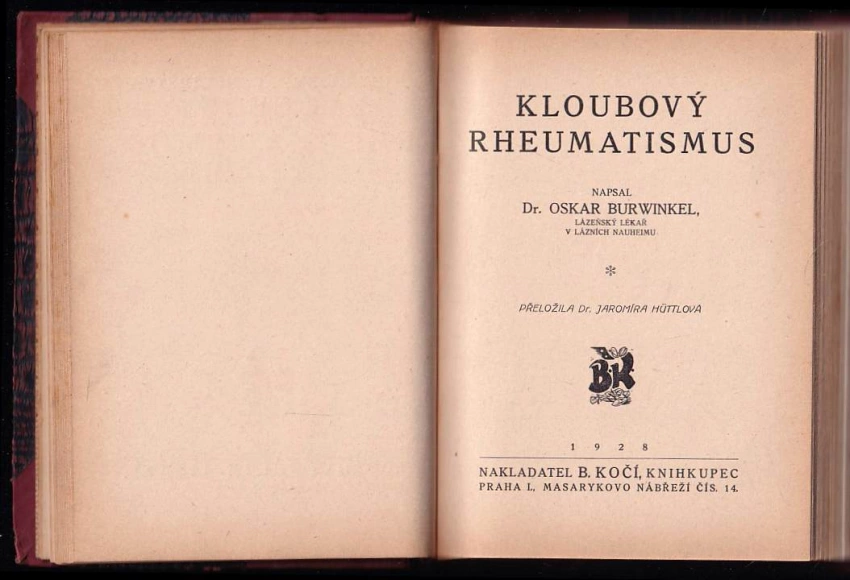 KLOUBOVÝ
RHEUMATISMUS
NAPSAL
Dr. OSKAR BURWINKEL,
LÁZEŇSKÝ LÉKAŘ
V LÁZNÍCH NAUHEIMU
*
PŘELOŽILA Dr. JAROMÍRA HÜTTLOVÁ
B.K.
1928
NAKLADATEL B. KOČÍ, KNIHKUPEC
PRAHA I., MASARYKOVO NÁBŘEŽÍ ČÍS. 14.